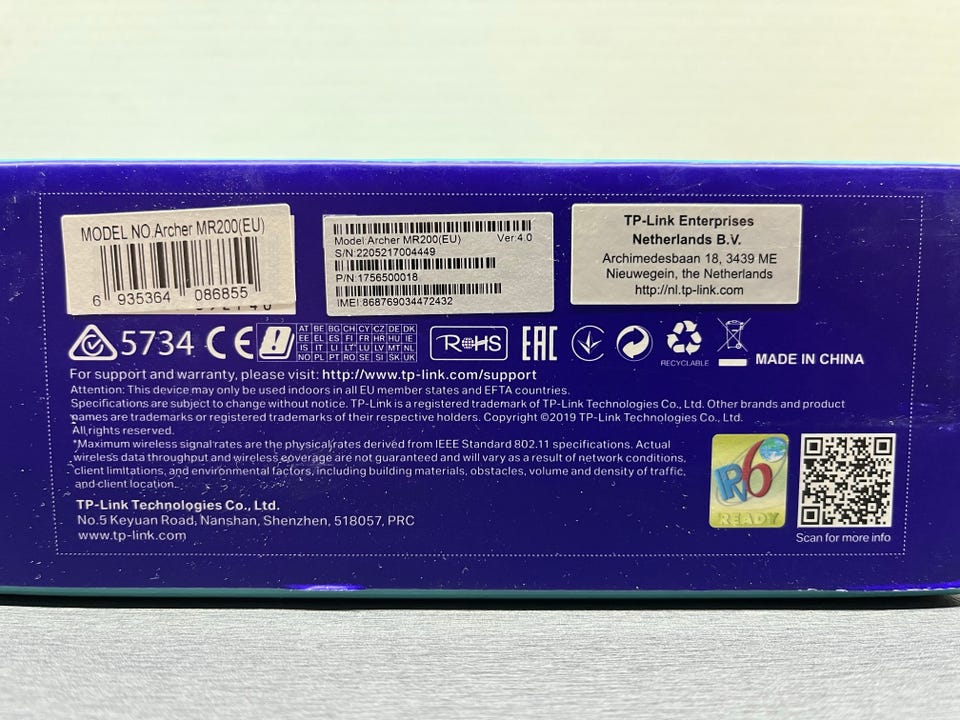 MODEL NO.Archer MR200(EU)
6 935364 086855
Model:Archer MR200(EU) Ver:4.0
S/N:2205217004449
P/N:1756500018
IMEI:868769034472432
TP-Link Enterprises
Netherlands B.V.
Archimedesbaan 18, 3439 ME
Nieuwegein, the Netherlands
http://nl.tp-link.com
5734 CE
AT BE BG CH CY CZ DE DK
EE EL ES FI FR HR HU IE
IS IT LI LT LU LV MT NL
NO PL PT RO SE SI SK UK
RoHS
EAC
RECYCLABLE
MADE IN CHINA
For support and warranty, please visit: http://www.tp-link.com/support
Attention: This device may only be used indoors in all EU member states and EFTA countries.
Specifications are subject to change without notice. TP-Link is a registered trademark of TP-Link Technologies Co., Ltd. Other brands and product
names are trademarks or registered trademarks of their respective holders. Copyright ©2019 TP-Link Technologies Co., Ltd.
All rights reserved.
*Maximum wireless signal rates are the physical rates derived from IEEE Standard 802.11 specifications. Actual
wireless data throughput and wireless coverage are not guaranteed and will vary as a result of network conditions,
client limitations, and environmental factors, including building materials, obstacles, volume and density of traffic,
and client location.
TP-Link Technologies Co., Ltd.
No.5 Keyuan Road, Nanshan, Shenzhen, 518057, PRC
www.tp-link.com
IPv6
READY
Scan for more info